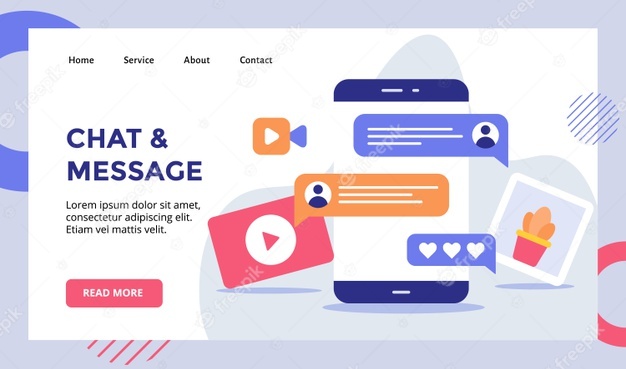 Home Service About Contact
CHAT &
MESSAGE
Lorem ipsum dolor sit amet,
consectetur adipiscing elit.
Etiam vel mattis velit.
READ MORE
freepik